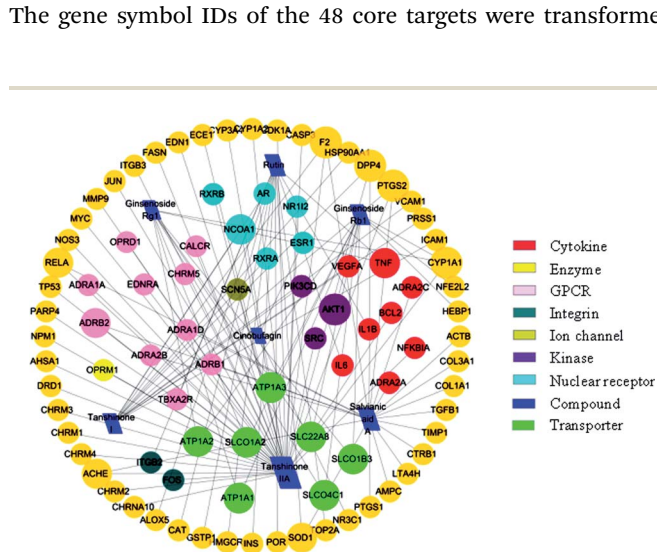 The gene symbol IDs of the 48 core targets were transforme
CYP1A2
CDK1A
F2
HSP90AA1
DPP4
PTGS2
VCAM1
PRSS1
ICAM1
CYP1A1
NFE2L2
HEBP1
ACTB
COL3A1
COL1A1
TGFB1
TIMP1
CTRB1
LTA4H
AMPC
PTGS1
NR3C1
TOP2A
SOD1
POR
INS
HMGCR
GSTP1
CAT
ALOX5
CHRNA10
CHRM2
ACHE
CHRM4
CHRM1
CHRM3
DRD1
AHSA1
NPM1
PARP4
TP53
RELA
NOS3
MYC
MMP9
JUN
ITGB3
FASN
EDN1
ECE1
CYP3A4
Rutin
Ginsenoside
Rg1
Ginsenoside
Rb1
RXRB
AR
NR1I2
NCOA1
ESR1
RXRA
OPRD1
CALCR
CHRM5
EDNRA
ADRA1A
ADRB2
ADRA1D
ADRA2B
ADRB1
OPRM1
TBXA2R
SCN5A
PIK3CD
AKT1
SRC
VEGFA
TNF
ADRA2C
BCL2
IL1B
NFKBIA
IL6
ADRA2A
Cinobufagin
ATP1A3
Tanshinone
I
Salvianic
aid
A
ATP1A2
SLCO1A2
SLC22A8
SLCO1B3
ITGB2
FOS
Tanshinone
IIA
ATP1A1
SLCO4C1
Cytokine
Enzyme
GPCR
Integrin
Ion channel
Kinase
Nuclear receptor
Compound
Transporter